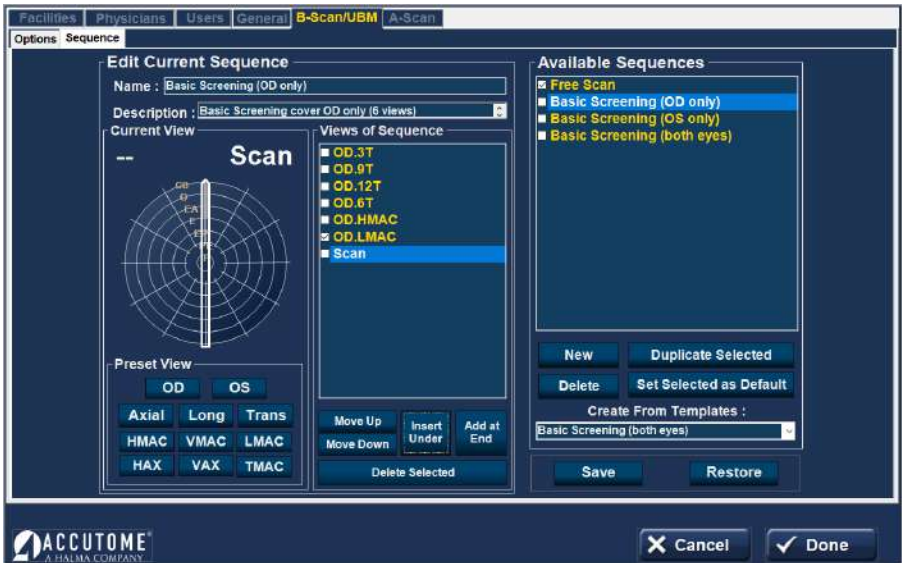 Facilities Physicians Users General B-Scan/UBM A-Scan
Options Sequence
Edit Current Sequence
Name : Basic Screening (OD only)
Description : Basic Screening cover OD only (6 views)
Current View
-- Scan
Preset View
OD OS
Axial Long Trans
HMAC VMAC LMAC
HAX VAX TMAC
Views of Sequence
OD.3T
OD.9T
OD.12T
OD.6T
OD.HMAC
OD.LMAC
Scan
Move Up
Move Down
Insert Under
Add at End
Delete Selected
Available Sequences
Free Scan
Basic Screening (OD only)
Basic Screening (OS only)
Basic Screening (both eyes)
New Duplicate Selected
Delete Set Selected as Default
Create From Templates :
Basic Screening (both eyes)
Save Restore
ACCUTOME
A HALMA COMPANY
Cancel Done